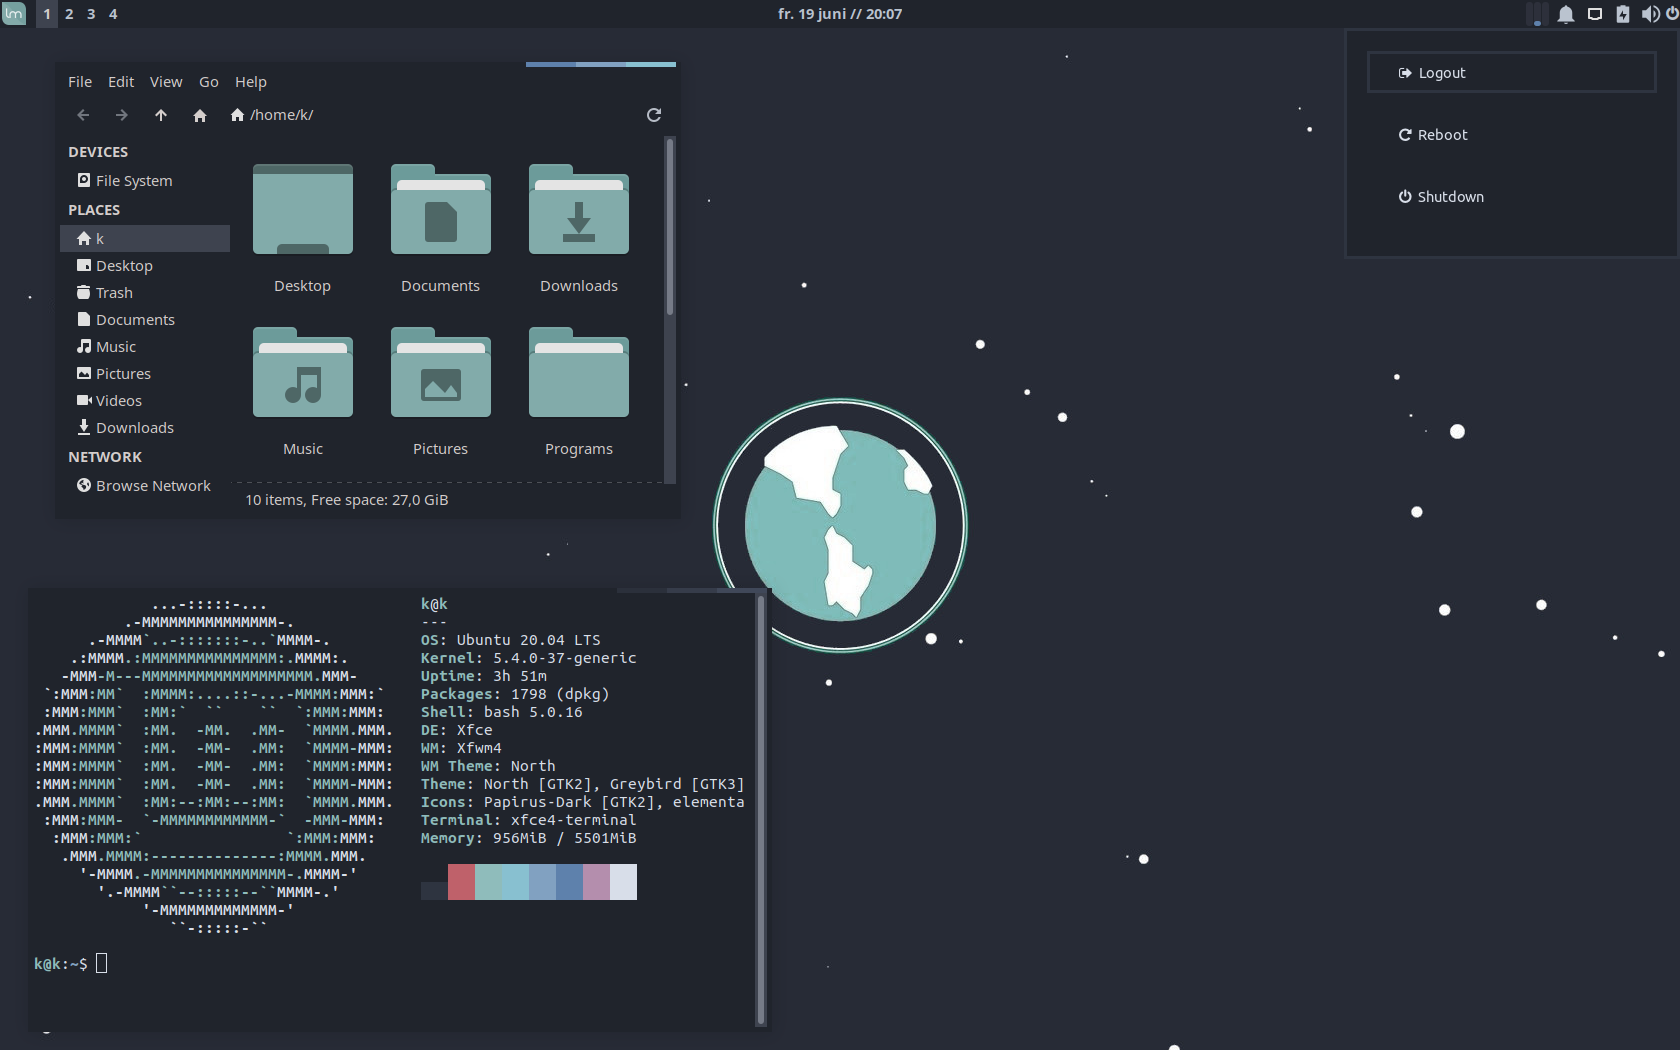 lm 1 2 3 4 fr. 19 juni // 20:07
Logout
Reboot
Shutdown
File Edit View Go Help
/home/k/
DEVICES
File System
PLACES
k
Desktop
Trash
Documents
Music
Pictures
Videos
Downloads
NETWORK
Browse Network
Desktop Documents Downloads
Music Pictures Programs
10 items, Free space: 27,0 GiB
...-:::::-...
.-MMMMMMMMMMMMMMM-.
.-MMMM`..-:::::::-..`MMMM-.
.:MMMM.:MMMMMMMMMMMMMMM:.MMMM:.
-MMM-M---MMMMMMMMMMMMMMMMMMM.MMM-
`:MMM:MM`  :MMMM:....::-...-MMMM:MMM:`
:MMM:MMM`  :MM:`  ``    ``  `:MMM:MMM:
.MMM.MMMM`  :MM.  -MM.  .MM-  `MMMM.MMM.
:MMM:MMMM`  :MM.  -MM-  .MM:  `MMMM-MMM:
:MMM:MMMM`  :MM.  -MM-  .MM:  `MMMM:MMM:
:MMM:MMMM`  :MM.  -MM-  .MM:  `MMMM-MMM:
.MMM.MMMM`  :MM:--:MM:--:MM:  `MMMM.MMM.
:MMM:MMM-  `-MMMMMMMMMMMM-`  -MMM-MMM:
:MMM:MMM:`                `:MMM:MMM:
.MMM.MMMM:--------------:MMMM.MMM.
'-MMMM.-MMMMMMMMMMMMMMM-.MMMM-'
'.-MMMM``--:::::--``MMMM-.'
'-MMMMMMMMMMMMM-'
``-:::::-``
k@k
---
OS: Ubuntu 20.04 LTS
Kernel: 5.4.0-37-generic
Uptime: 3h 51m
Packages: 1798 (dpkg)
Shell: bash 5.0.16
DE: Xfce
WM: Xfwm4
WM Theme: North
Theme: North [GTK2], Greybird [GTK3]
Icons: Papirus-Dark [GTK2], elementa
Terminal: xfce4-terminal
Memory: 956MiB / 5501MiB
k@k:~$